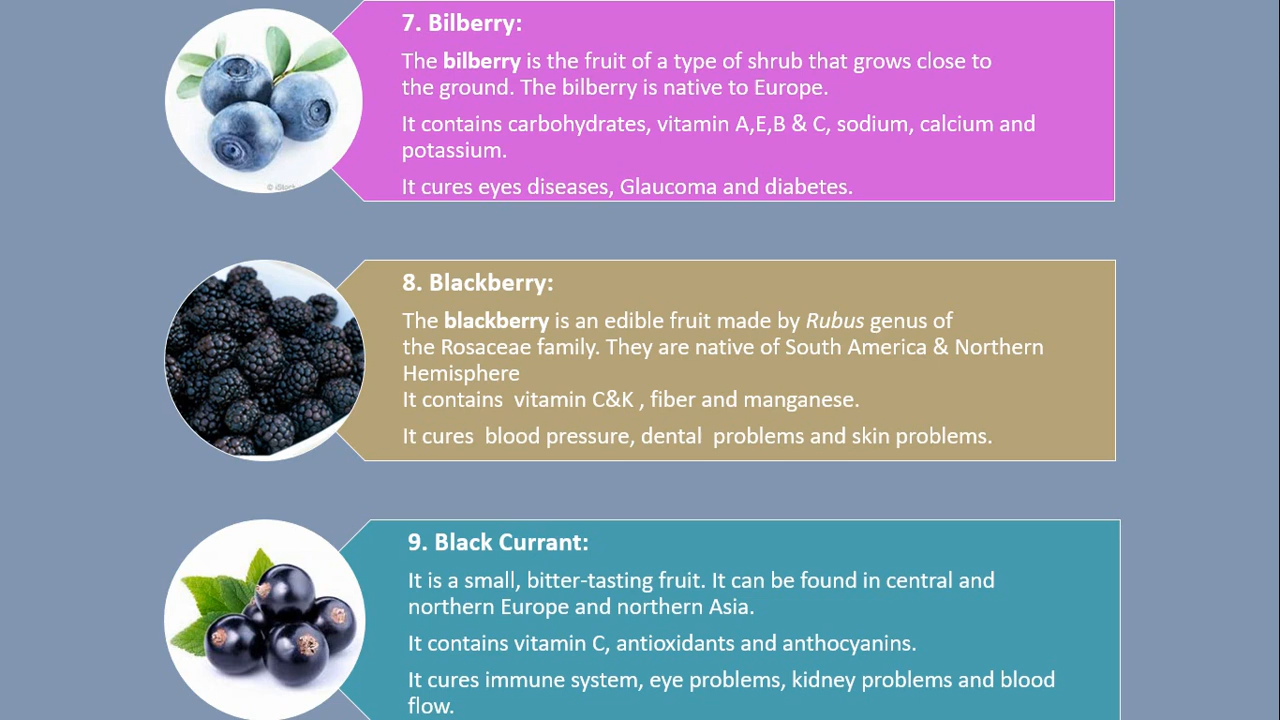 7. Bilberry:
The bilberry is the fruit of a type of shrub that grows close to
the ground. The bilberry is native to Europe.
It contains carbohydrates, vitamin A,E,B & C, sodium, calcium and
potassium.
It cures eyes diseases, Glaucoma and diabetes.
© iStock
8. Blackberry:
The blackberry is an edible fruit made by Rubus genus of
the Rosaceae family. They are native of South America & Northern
Hemisphere
It contains  vitamin C&K , fiber and manganese.
It cures  blood pressure, dental  problems and skin problems.
9. Black Currant:
It is a small, bitter-tasting fruit. It can be found in central and
northern Europe and northern Asia.
It contains vitamin C, antioxidants and anthocyanins.
It cures immune system, eye problems, kidney problems and blood
flow.